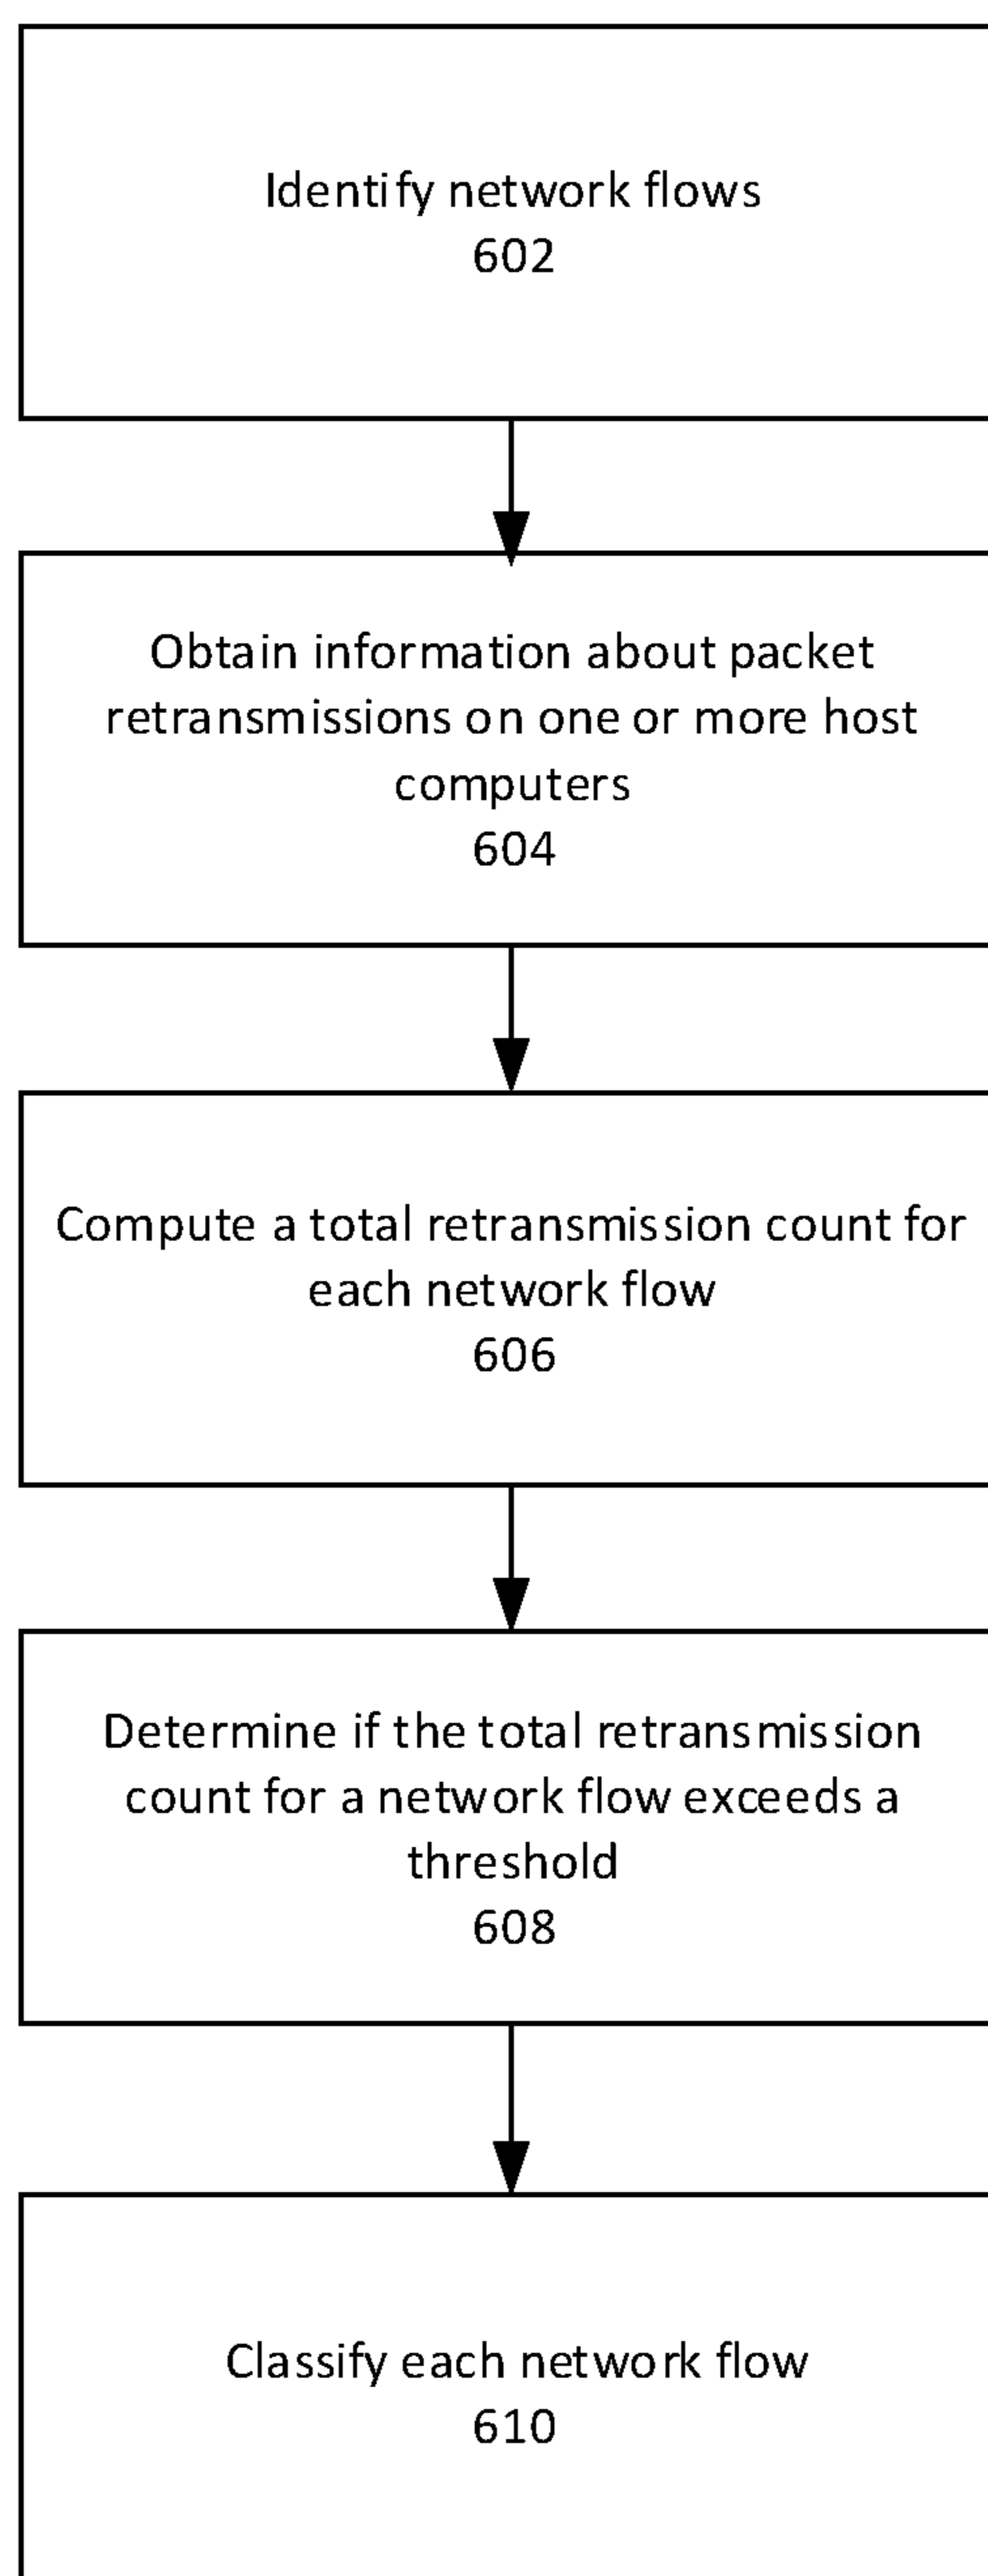 Identify network flows
602
Obtain information about packet
retransmissions on one or more host
computers
604
Compute a total retransmission count for
each network flow
606
Determine if the total retransmission
count for a network flow exceeds a
threshold
608
Classify each network flow
610